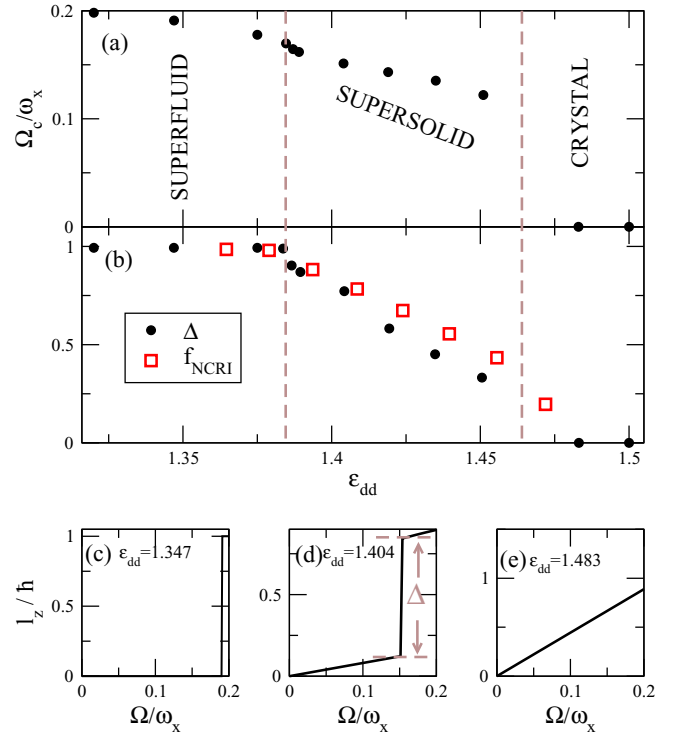 0.2
(a)
Ω_c/ω_x
0.1
0
SUPERFLUID
SUPERSOLID
CRYSTAL
1
(b)
0.5
0
Δ
f_NCRI
1.35
1.4
1.45
1.5
ε_dd
(c)
ε_dd=1.347
l_z / ħ
1
0.5
0
0
0.1
0.2
Ω/ω_x
(d)
ε_dd=1.404
Δ
0.5
0
0
0.1
0.2
Ω/ω_x
(e)
ε_dd=1.483
1
0
0
0.1
0.2
Ω/ω_x